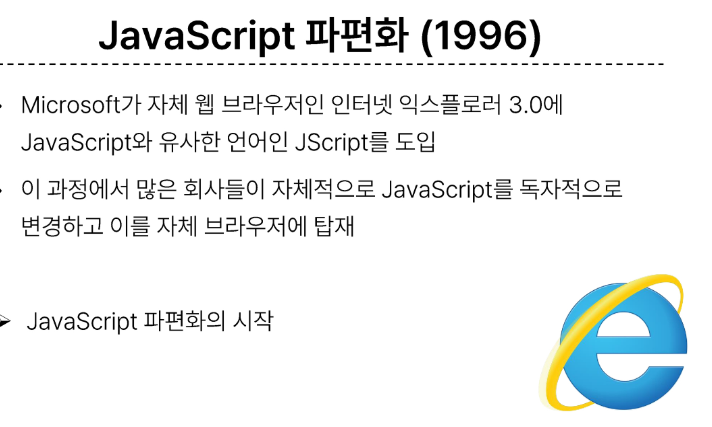 JavaScript 파편화 (1996)
Microsoft가 자체 웹 브라우저인 인터넷 익스플로러 3.0에
JavaScript와 유사한 언어인 JScript를 도입
이 과정에서 많은 회사들이 자체적으로 JavaScript를 독자적으로
변경하고 이를 자체 브라우저에 탑재
JavaScript 파편화의 시작